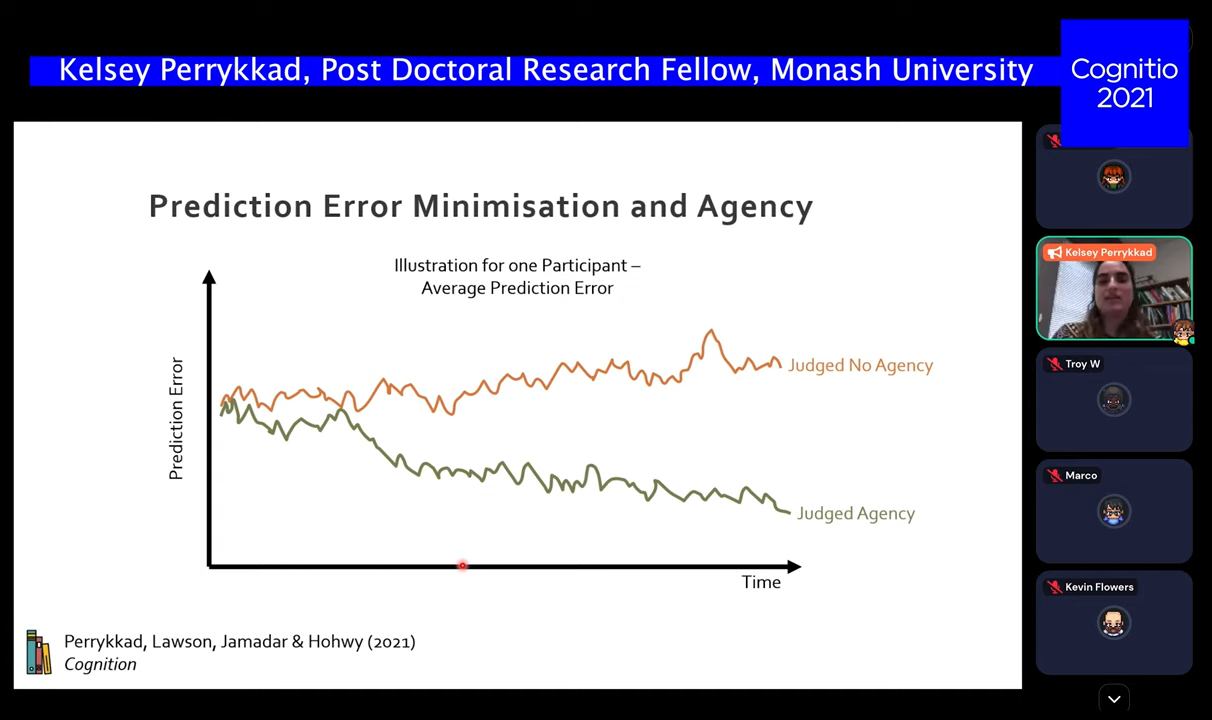 Kelsey Perrykkad, Post Doctoral Research Fellow, Monash University
Cognitio
2021
Prediction Error Minimisation and Agency
Illustration for one Participant –
Average Prediction Error
Prediction Error
Judged No Agency
Judged Agency
Time
Perrykkad, Lawson, Jamadar & Hohwy (2021)
Cognition
Kelsey Perrykkad
Troy W
Marco
Kevin Flowers